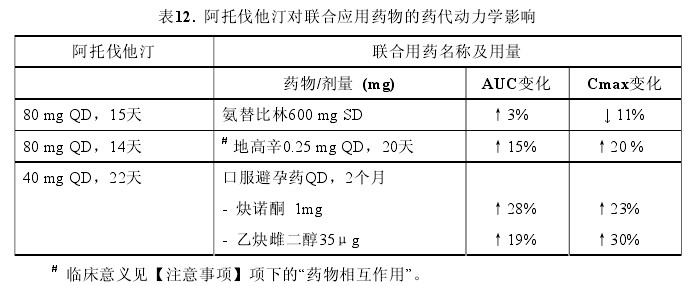 表12. 阿托伐他汀对联合应用药物的药代动力学影响
阿托伐他汀 联合用药名称及用量
药物/剂量 (mg) AUC变化 Cmax变化
80 mg QD，15天 氨替比林600 mg SD ↑3% ↓11%
80 mg QD，14天 # 地高辛0.25 mg QD，20天 ↑15% ↑20 %
40 mg QD，22天 口服避孕药QD，2个月
- 炔诺酮 1mg ↑28% ↑23%
- 乙炔雌二醇35μg ↑19% ↑30%
# 临床意义见【注意事项】项下的“药物相互作用”。